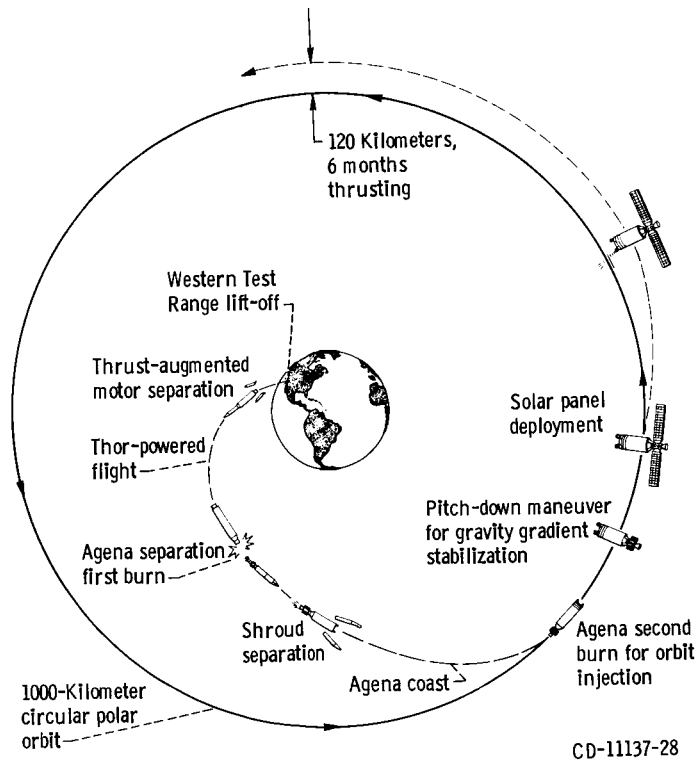 120 Kilometers,
6 months
thrusting
Western Test
Range lift-off
Thrust-augmented
motor separation
Solar panel
deployment
Thor-powered
flight
Pitch-down maneuver
for gravity gradient
stabilization
Agena separation
first burn
Shroud
separation
Agena second
burn for orbit
injection
Agena coast
1000-Kilometer
circular polar
orbit
CD-11137-28